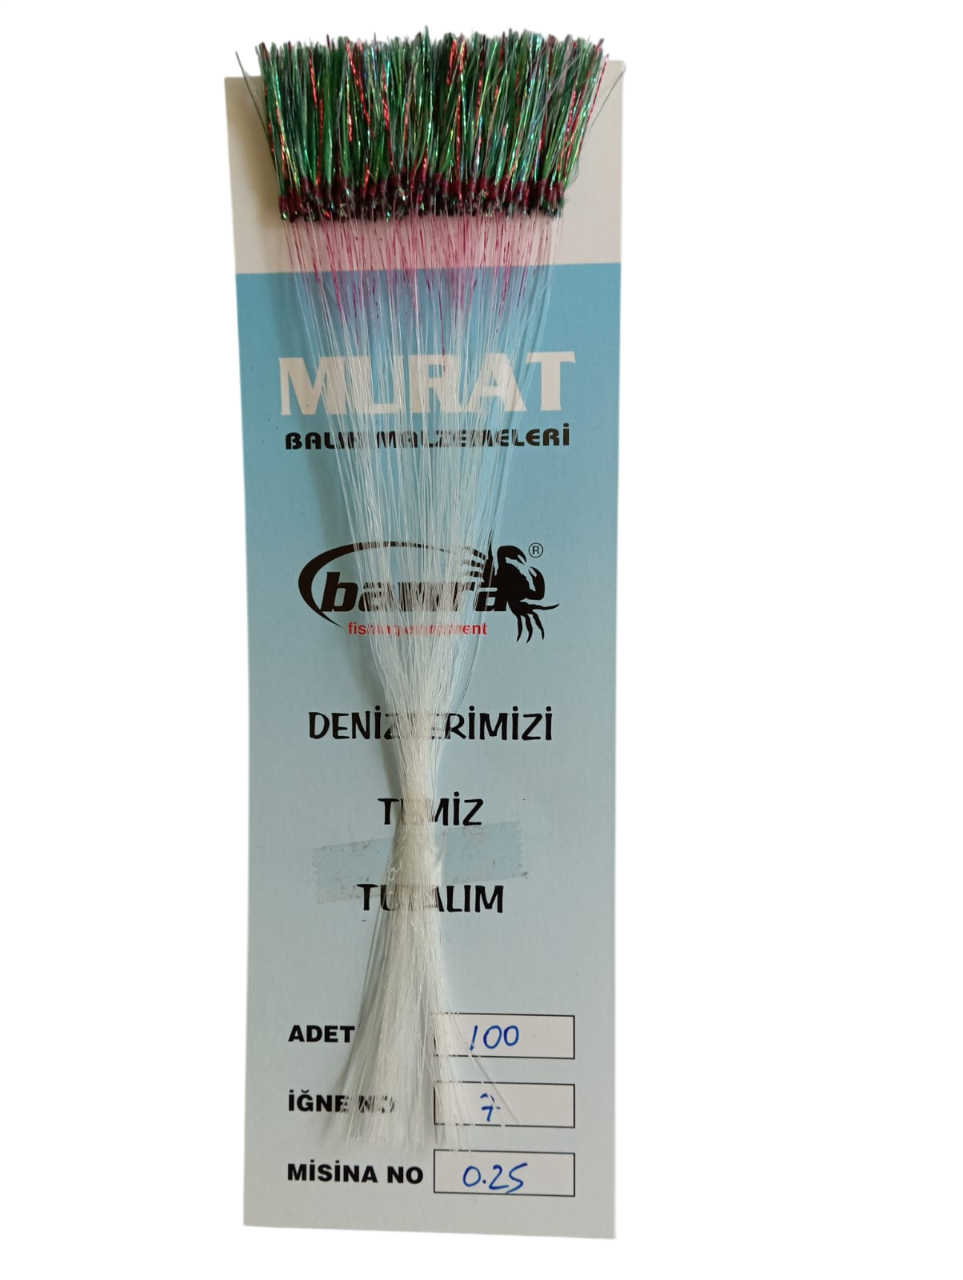 MURAT
BALIK MALZEMELERİ
®
bawra
fishing equipment
DENİZLERİMİZİ
TEMİZ
TUTALIM
ADET 100
İĞNE NO 7
MİSİNA NO 0.25